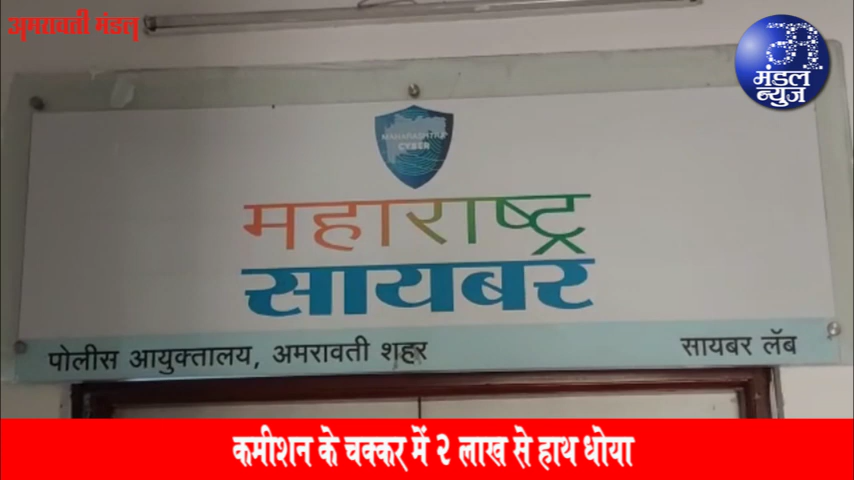 अमरावती मंडल
मंडल
न्युज
MAHARASHTRA
CYBER
महाराष्ट्र
सायबर
पोलीस आयुक्तालय, अमरावती शहर
सायबर लॅब
कमीशन के चक्कर में २ लाख से हाथ धोया